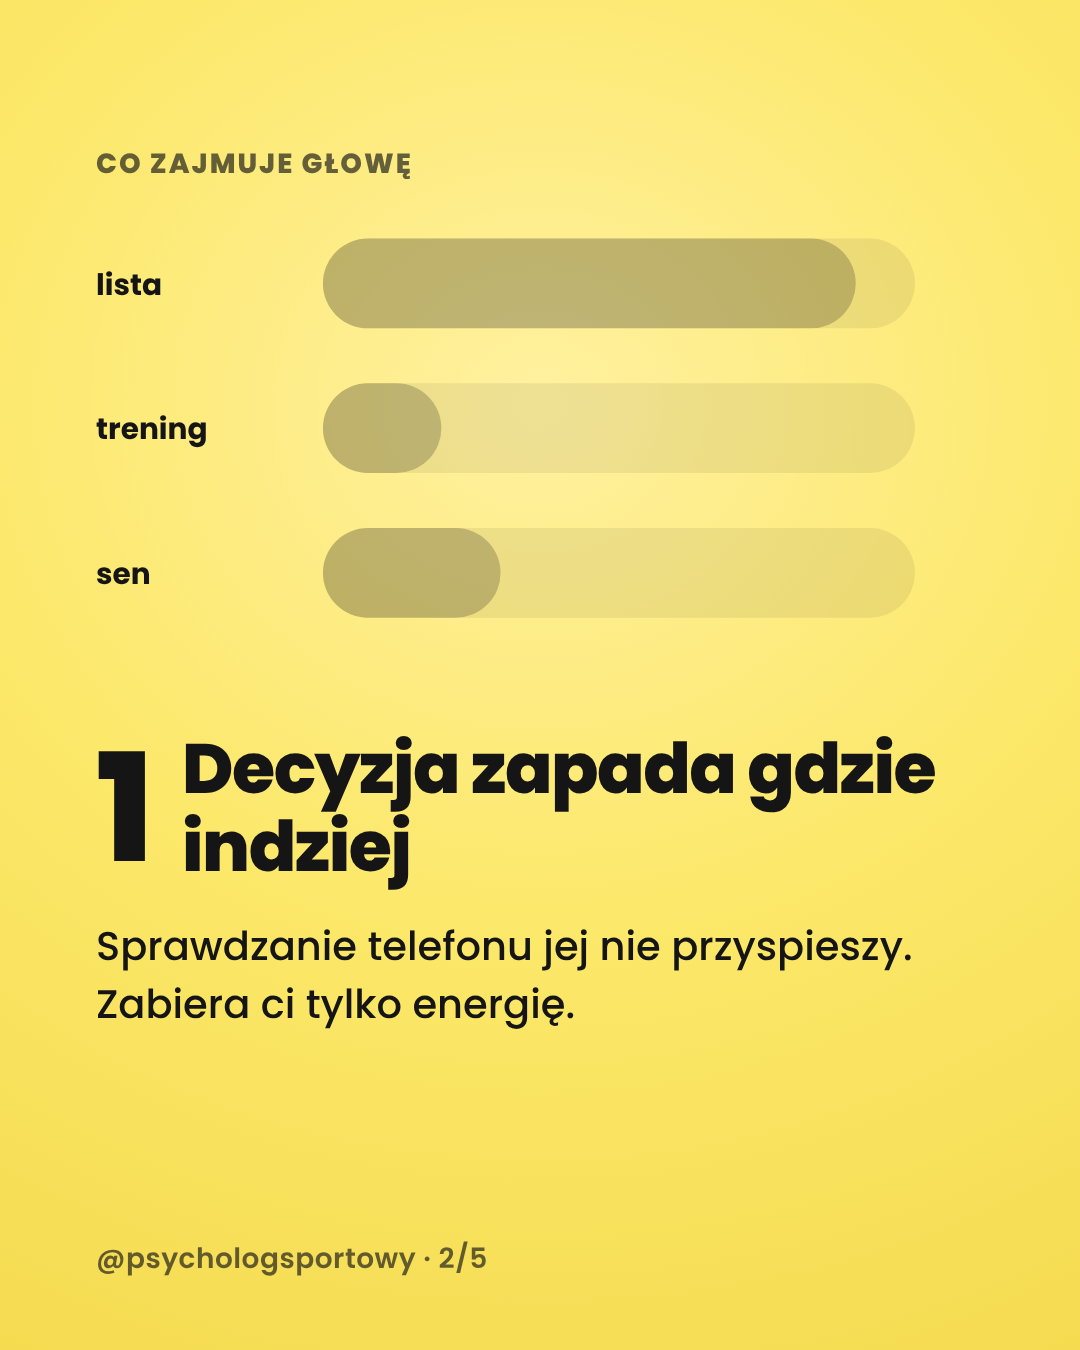 CO ZAJMUJE GŁOWĘ
lista
trening
sen
1 Decyzja zapada gdzie
indziej
Sprawdzanie telefonu jej nie przyspieszy.
Zabiera ci tylko energię.
@psychologsportowy · 2/5